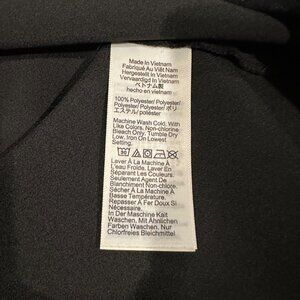 Made in Vietnam
Fabriqué Au Viêt Nam
Hergestellt in Vietnam
Vervaardigd in Vietnam
ベトナム製
hecho en vietnam
100% Polyester/ Polyester/
Polyester/ Polyester/ ポリ
エステル/ poliéster
Machine Wash Cold, With
Like Colors. Non-Chlorine
Bleach Only. Tumble Dry
Low, Iron On Lowest
Setting.
Laver À La Machine À
L'eau Froide, Laver En
Séparant Les Couleurs.
Blanchiment Non Chloré
Seulement. Sécher À La
Machine À Basse
Température.
Repasser À Fer Doux Si
Nécessaire.
In Der Maschine Kalt
Waschen. Mit Ähnlichen
Farben Waschen. Nur
Chlorfreies Bleichmittel